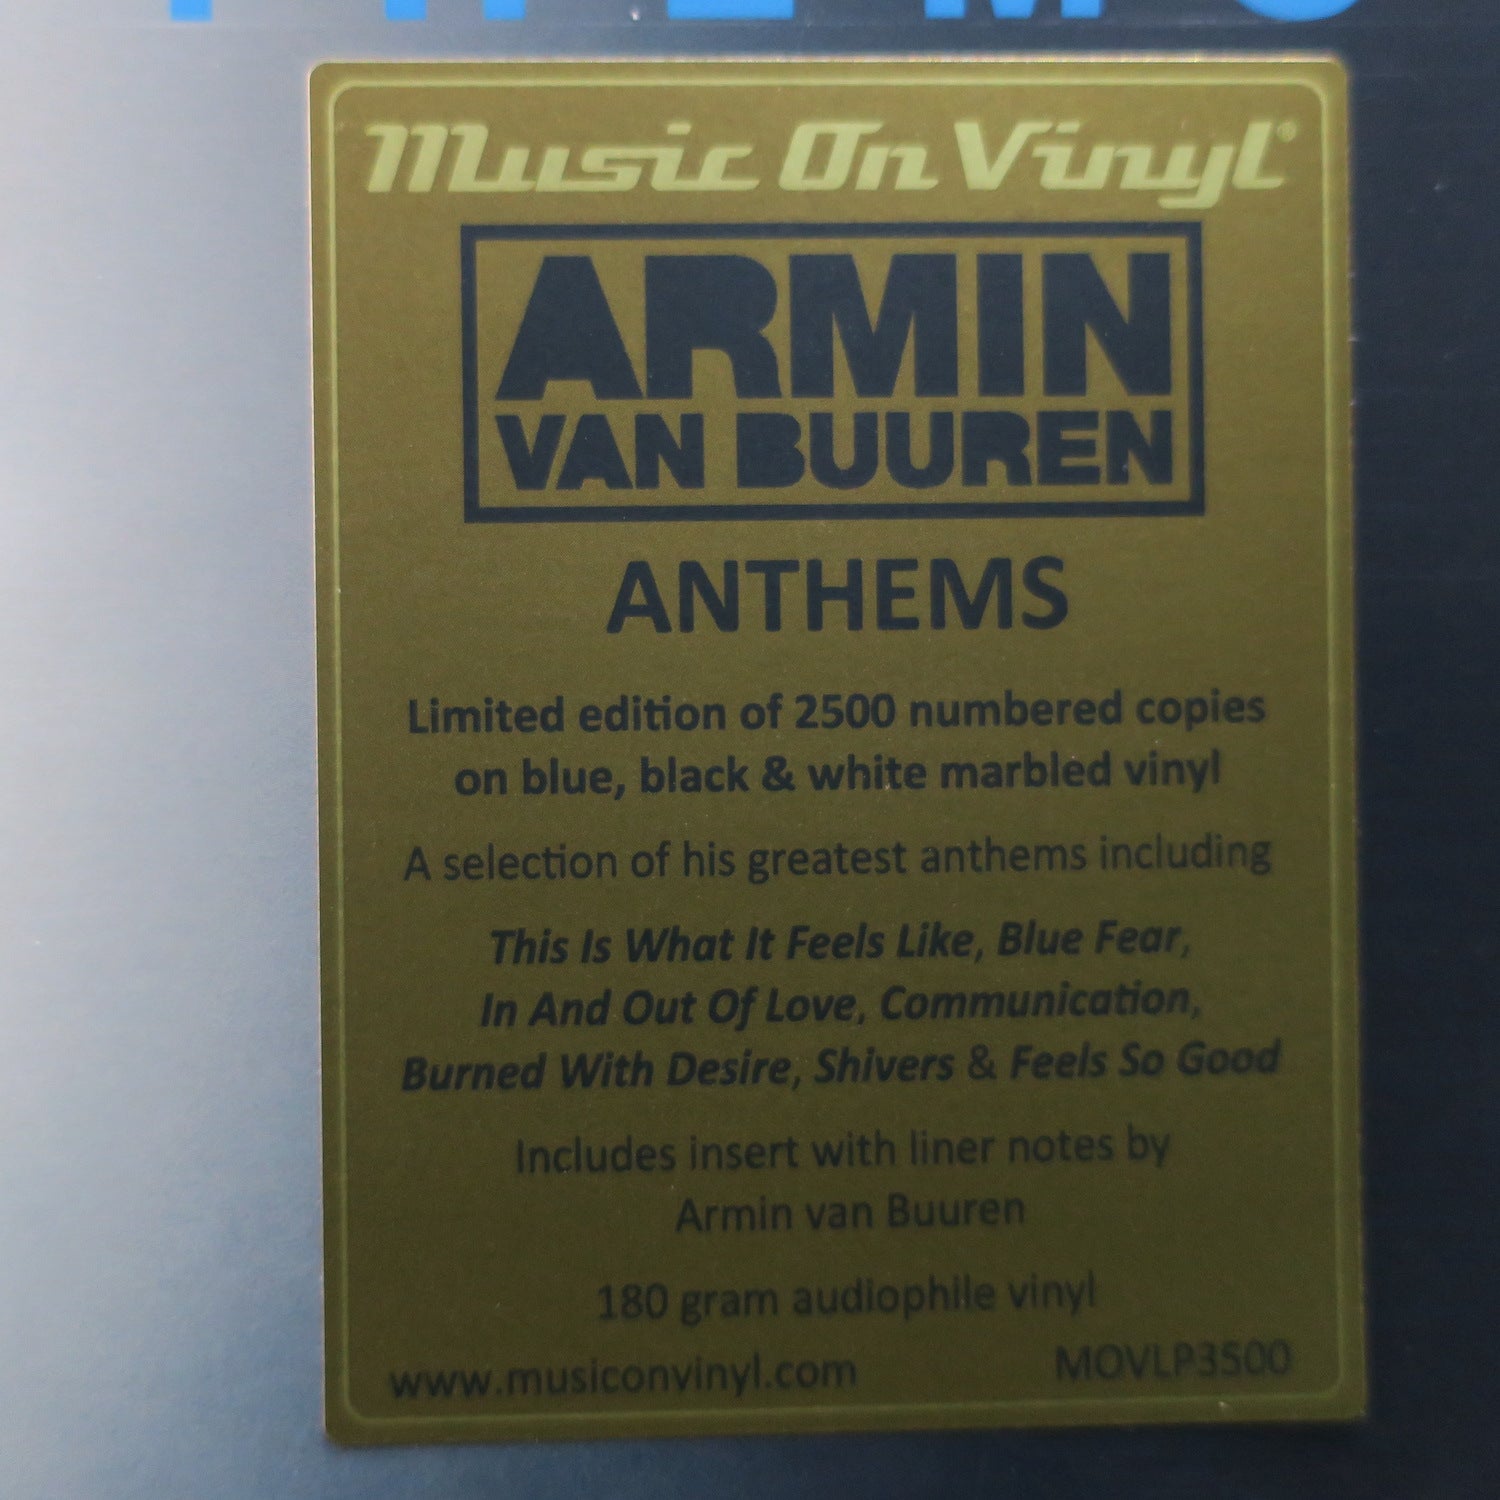 Music On Vinyl®
ARMIN
VAN BUUREN
ANTHEMS
Limited edition of 2500 numbered copies
on blue, black & white marbled vinyl
A selection of his greatest anthems including
This Is What It Feels Like, Blue Fear,
In And Out Of Love, Communication,
Burned With Desire, Shivers & Feels So Good
Includes insert with liner notes by
Armin van Buuren
180 gram audiophile vinyl
www.musiconvinyl.com MOVLP3500